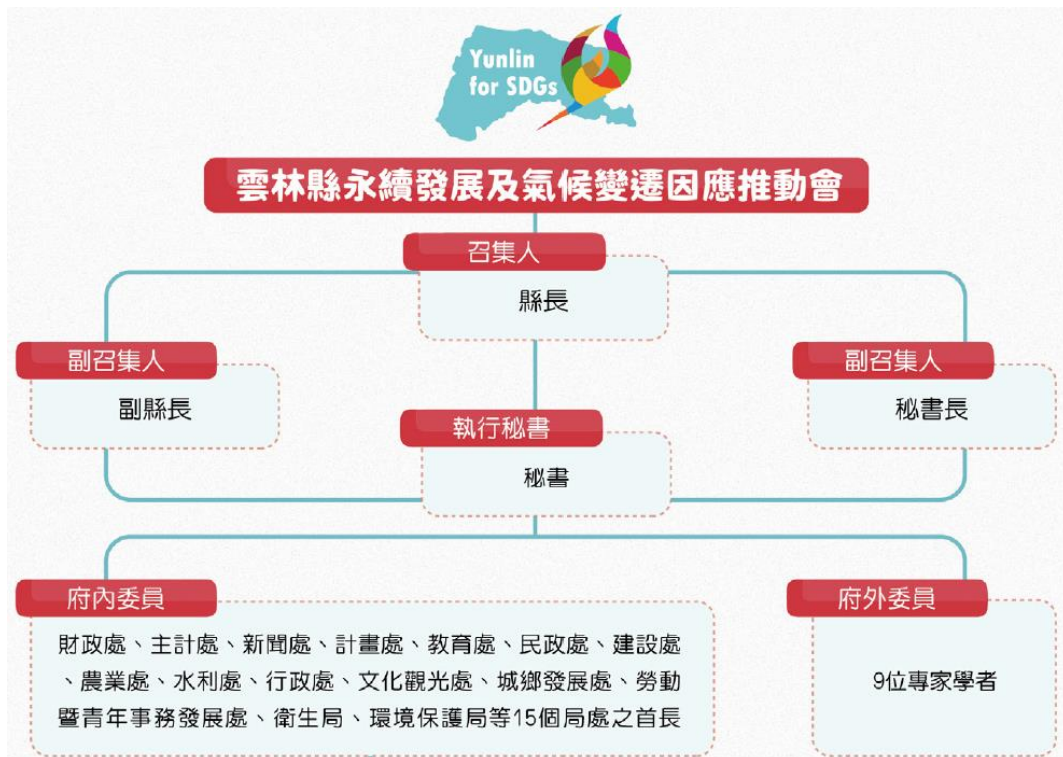 Yunlin
for SDGs
雲林縣永續發展及氣候變遷因應推動會
召集人
縣長
副召集人
副縣長
副召集人
秘書長
執行秘書
秘書
府內委員
財政處、主計處、新聞處、計畫處、教育處、民政處、建設處
、農業處、水利處、行政處、文化觀光處、城鄉發展處、勞動
暨青年事務發展處、衛生局、環境保護局等15個局處之首長
府外委員
9位專家學者